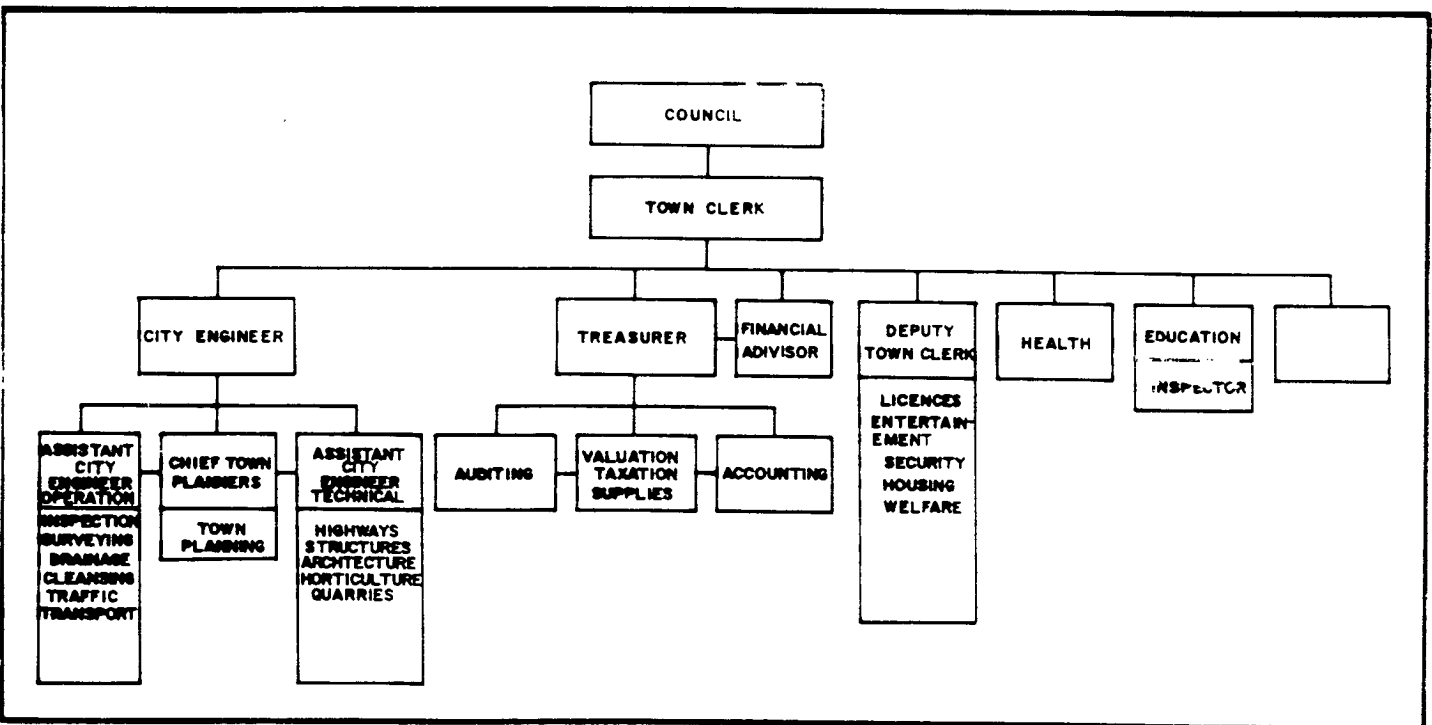 COUNCIL
TOWN CLERK
CITY ENGINEER
TREASURER
FINANCIAL
ADIVISOR
DEPUTY
TOWN CLERK
HEALTH
EDUCATION
INSPECTOR
LICENCES
ENTERTAIN-
EMENT
SECURITY
HOUSING
WELFARE
ASSISTANT
CITY
ENGINEER
OPERATION
INSPECTION
SURVEYING
DRAINAGE
CLEANSING
TRAFFIC
TRANSPORT
CHIEF TOWN
PLANNERS
TOWN
PLANNING
ASSISTANT
CITY
ENGINEER
TECHNICAL
HIGHWAYS
STRUCTURES
ARCHTECTURE
HORTICULTURE
QUARRIES
AUDITING
VALUATION
TAXATION
SUPPLIES
ACCOUNTING